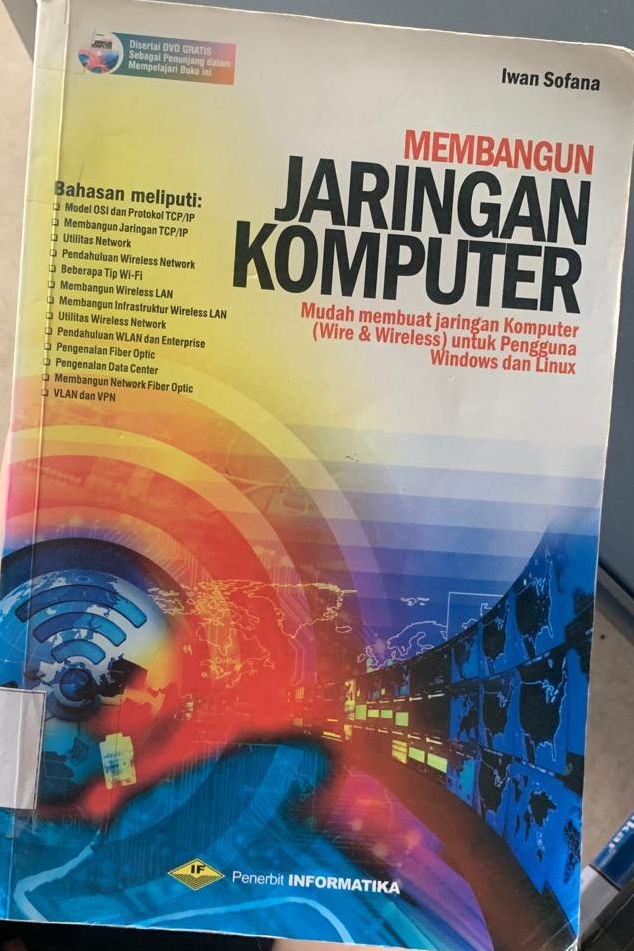 Disertai DVD GRATIS
Sebagai Penunjang dalam
Mempelajari Buku ini
Iwan Sofana
MEMBANGUN
JARINGAN
KOMPUTER
Mudah membuat jaringan Komputer
(Wire & Wireless) untuk Pengguna
Windows dan Linux
Bahasan meliputi:
Model OSI dan Protokol TCP/IP
Membangun Jaringan TCP/IP
Utilitas Network
Pendahuluan Wireless Network
Beberapa Tip Wi-Fi
Membangun Wireless LAN
Membangun Infrastruktur Wireless LAN
Utilitas Wireless Network
Pendahuluan WLAN dan Enterprise
Pengenalan Fiber Optic
Pengenalan Data Center
Membangun Network Fiber Optic
VLAN dan VPN
IF
Penerbit INFORMATIKA